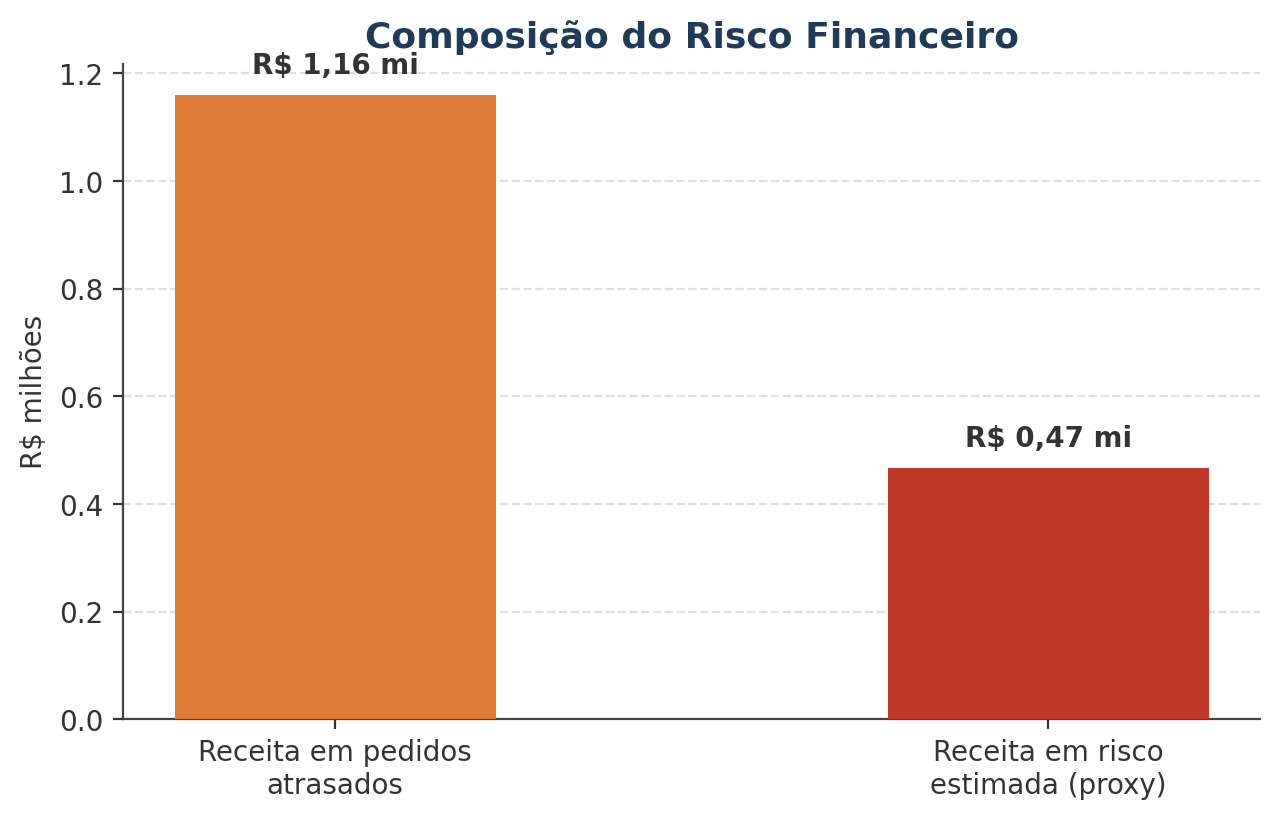 Composição do Risco Financeiro
R$ 1,16 mi
1.2
1.0
0.8
0.6
0.4
0.2
0.0
R$ milhões
R$ 0,47 mi
Receita em pedidos
atrasados
Receita em risco
estimada (proxy)